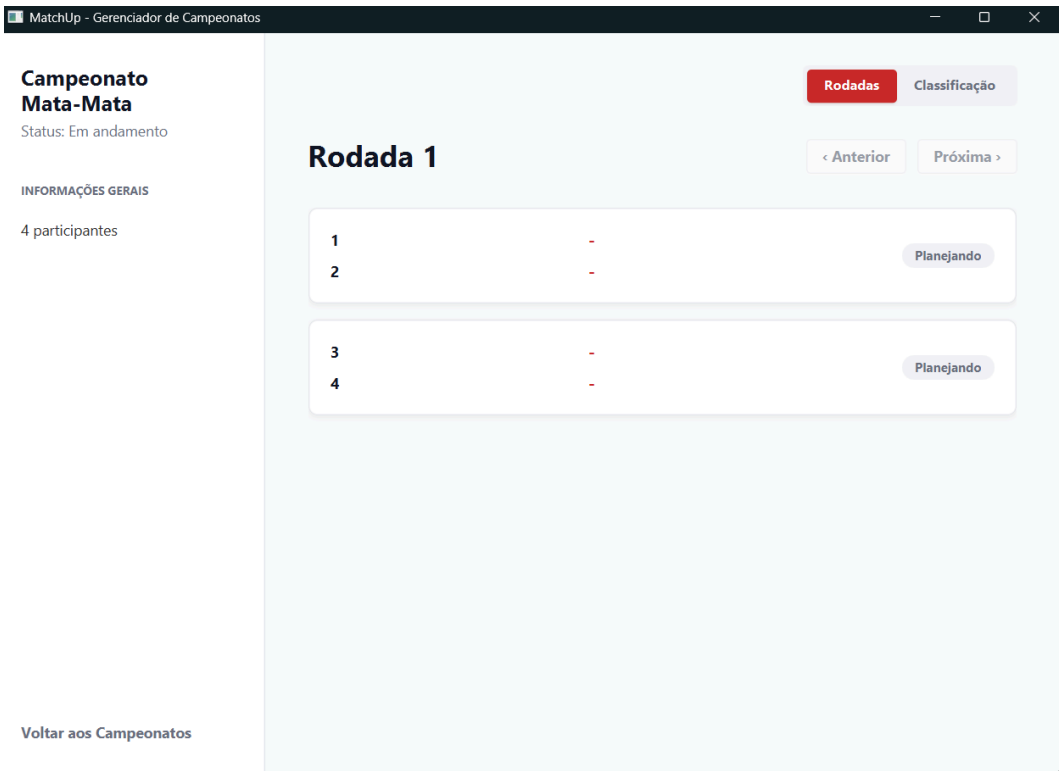 MatchUp - Gerenciador de Campeonatos
Campeonato
Mata-Mata
Status: Em andamento
INFORMAÇÕES GERAIS
4 participantes
Voltar aos Campeonatos
Rodadas
Classificação
Rodada 1
‹ Anterior
Próxima ›
1 -
2 -
Planejando
3 -
4 -
Planejando